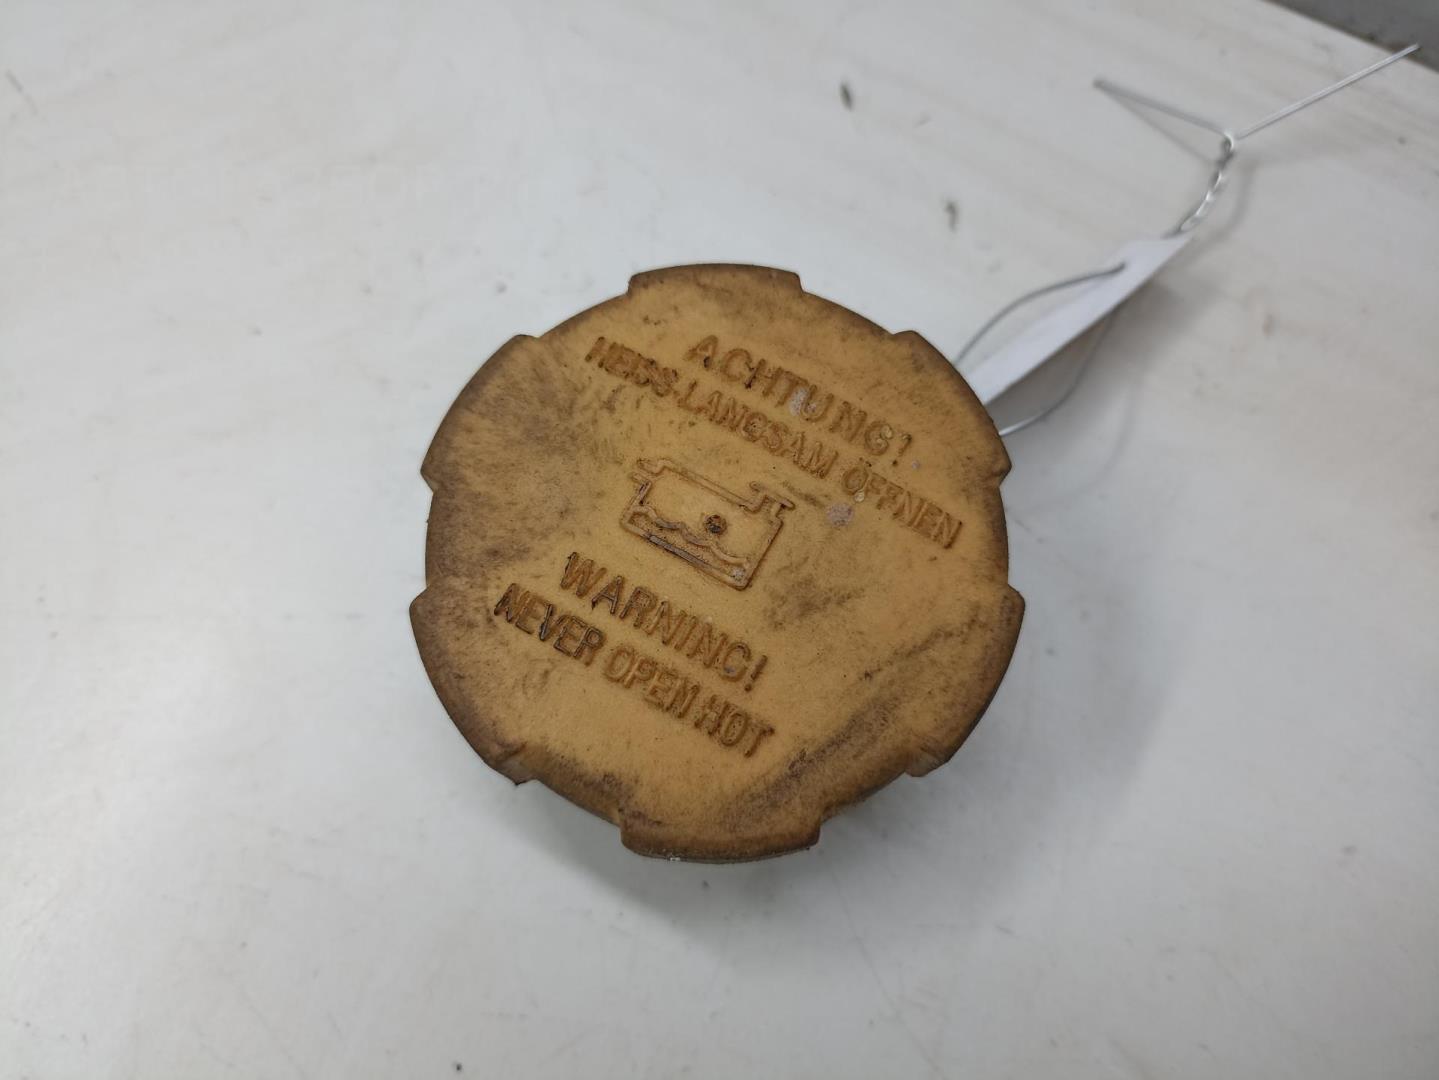 ACHTUNG!
HEISS-LANGSAM ÖFFNEN
WARNING!
NEVER OPEN HOT